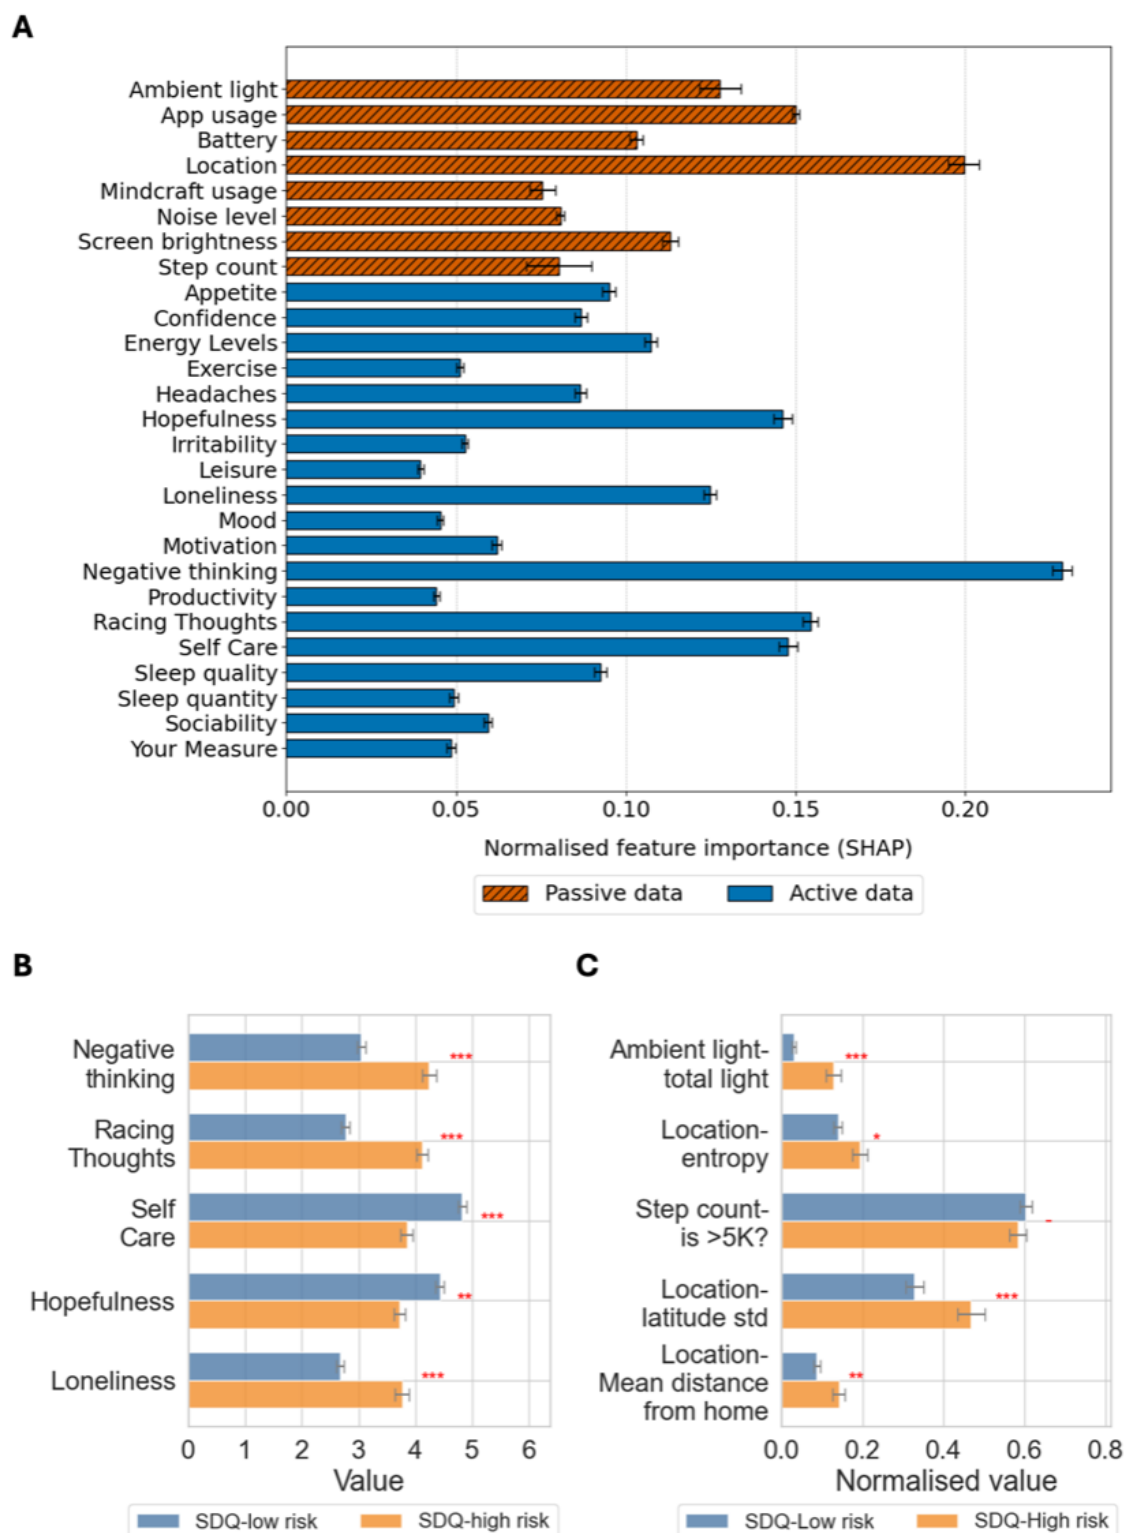 A
Ambient light
App usage
Battery
Location
Mindcraft usage
Noise level
Screen brightness
Step count
Appetite
Confidence
Energy Levels
Exercise
Headaches
Hopefulness
Irritability
Leisure
Loneliness
Mood
Motivation
Negative thinking
Productivity
Racing Thoughts
Self Care
Sleep quality
Sleep quantity
Sociability
Your Measure
0.00 0.05 0.10 0.15 0.20
Normalised feature importance (SHAP)
Passive data Active data
B
Negative
thinking
***
Racing
Thoughts
***
Self
Care
***
Hopefulness
**
Loneliness
***
0 1 2 3 4 5 6
Value
SDQ-low risk SDQ-high risk
C
Ambient light-
total light
***
Location-
entropy
*
Step count-
is >5K?
-
Location-
latitude std
***
Location-
Mean distance
from home
**
0.0 0.2 0.4 0.6 0.8
Normalised value
SDQ-Low risk SDQ-High risk